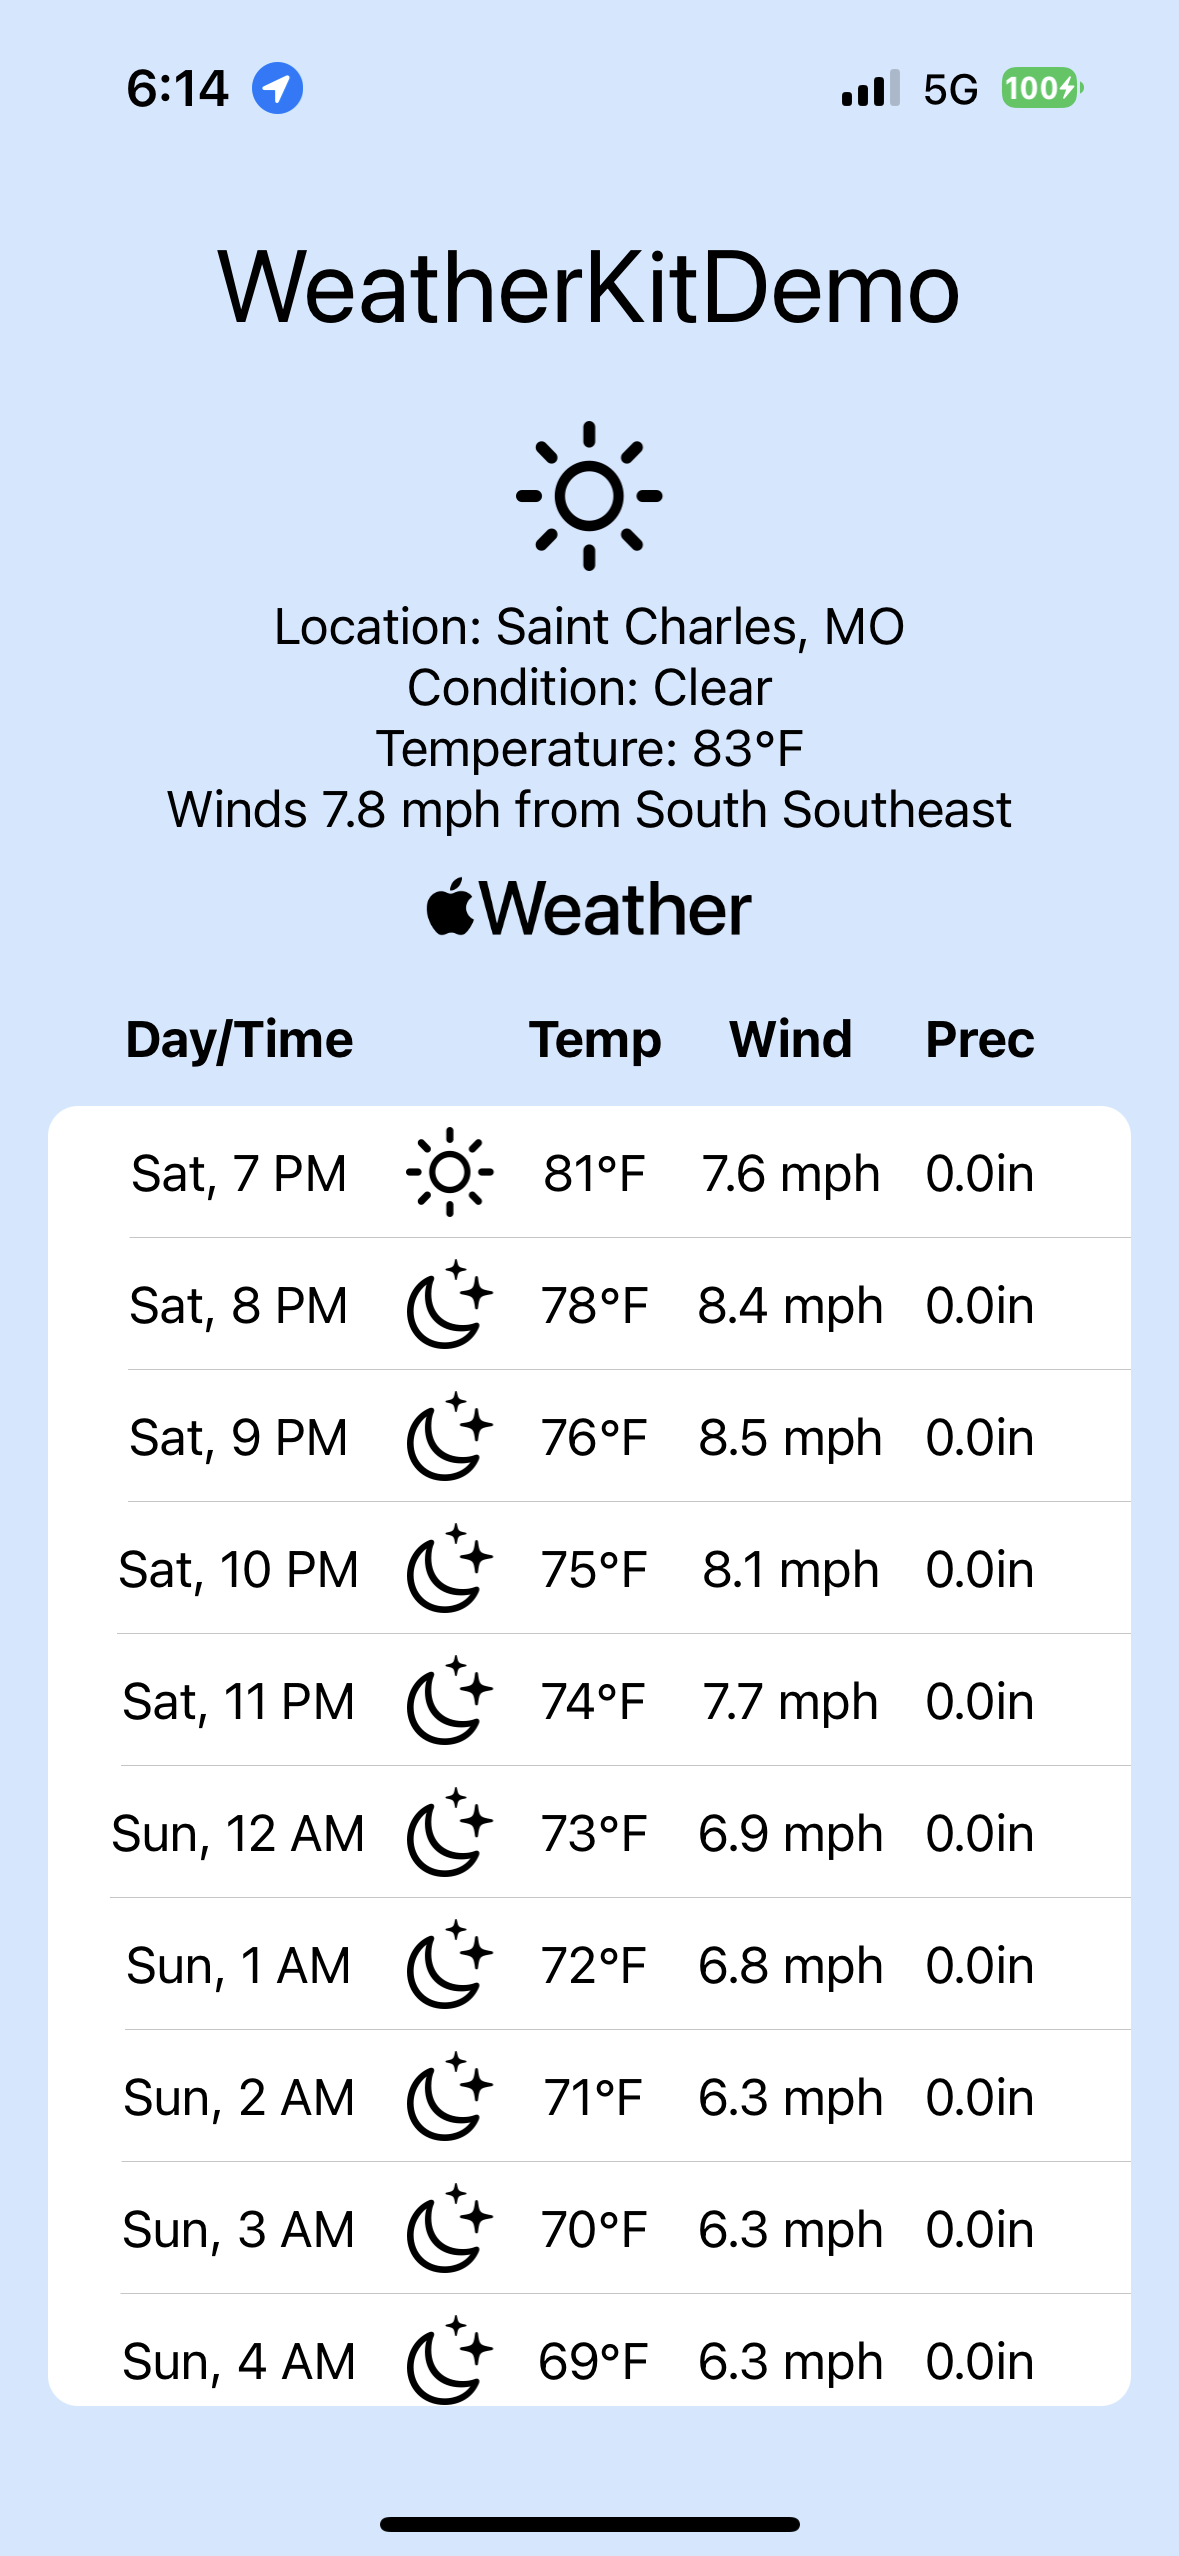 6:14 5G 100
WeatherKitDemo
Location: Saint Charles, MO
Condition: Clear
Temperature: 83°F
Winds 7.8 mph from South Southeast
Weather
Day/Time Temp Wind Prec
Sat, 7 PM 81°F 7.6 mph 0.0in
Sat, 8 PM 78°F 8.4 mph 0.0in
Sat, 9 PM 76°F 8.5 mph 0.0in
Sat, 10 PM 75°F 8.1 mph 0.0in
Sat, 11 PM 74°F 7.7 mph 0.0in
Sun, 12 AM 73°F 6.9 mph 0.0in
Sun, 1 AM 72°F 6.8 mph 0.0in
Sun, 2 AM 71°F 6.3 mph 0.0in
Sun, 3 AM 70°F 6.3 mph 0.0in
Sun, 4 AM 69°F 6.3 mph 0.0in